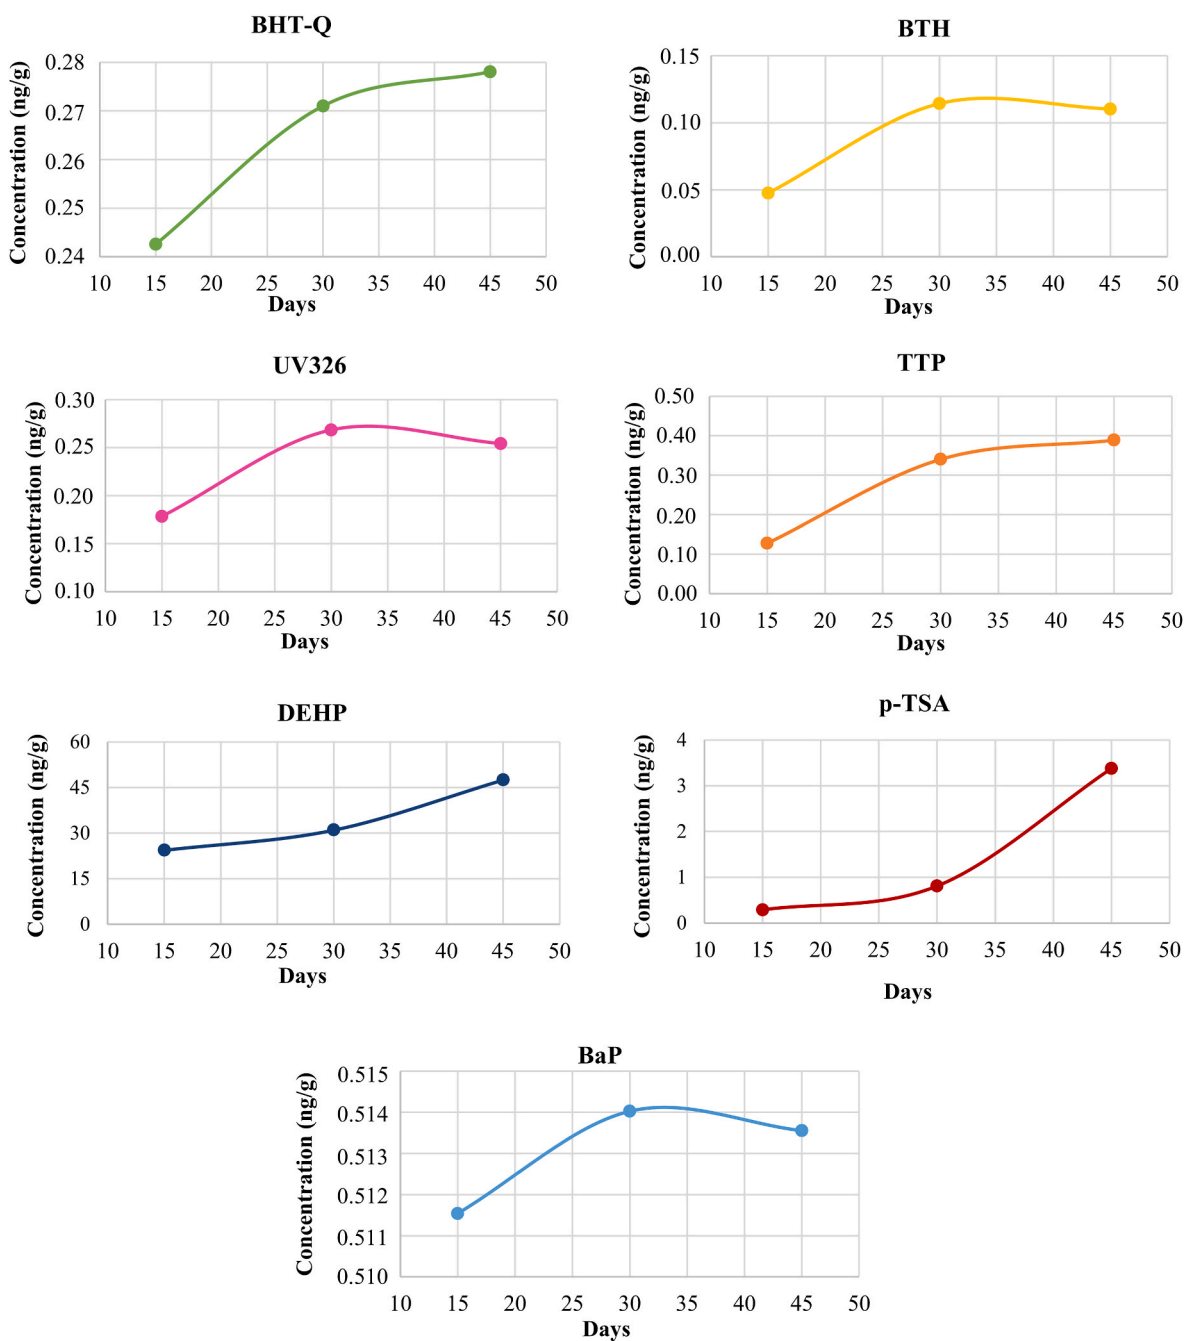 BHT-Q
Concentration (ng/g)
0.28
0.27
0.26
0.25
0.24
10 15 20 25 30 35 40 45 50
Days
BTH
Concentration (ng/g)
0.15
0.10
0.05
0.00
10 15 20 25 30 35 40 45 50
Days
UV326
Concentration (ng/g)
0.30
0.25
0.20
0.15
0.10
10 15 20 25 30 35 40 45 50
Days
TTP
Concentration (ng/g)
0.50
0.40
0.30
0.20
0.10
0.00
10 15 20 25 30 35 40 45 50
Days
DEHP
Concentration (ng/g)
60
45
30
15
0
10 15 20 25 30 35 40 45 50
Days
p-TSA
Concentration (ng/g)
4
3
2
1
0
10 15 20 25 30 35 40 45 50
Days
BaP
Concentration (ng/g)
0.515
0.514
0.513
0.512
0.511
0.510
10 15 20 25 30 35 40 45 50
Days